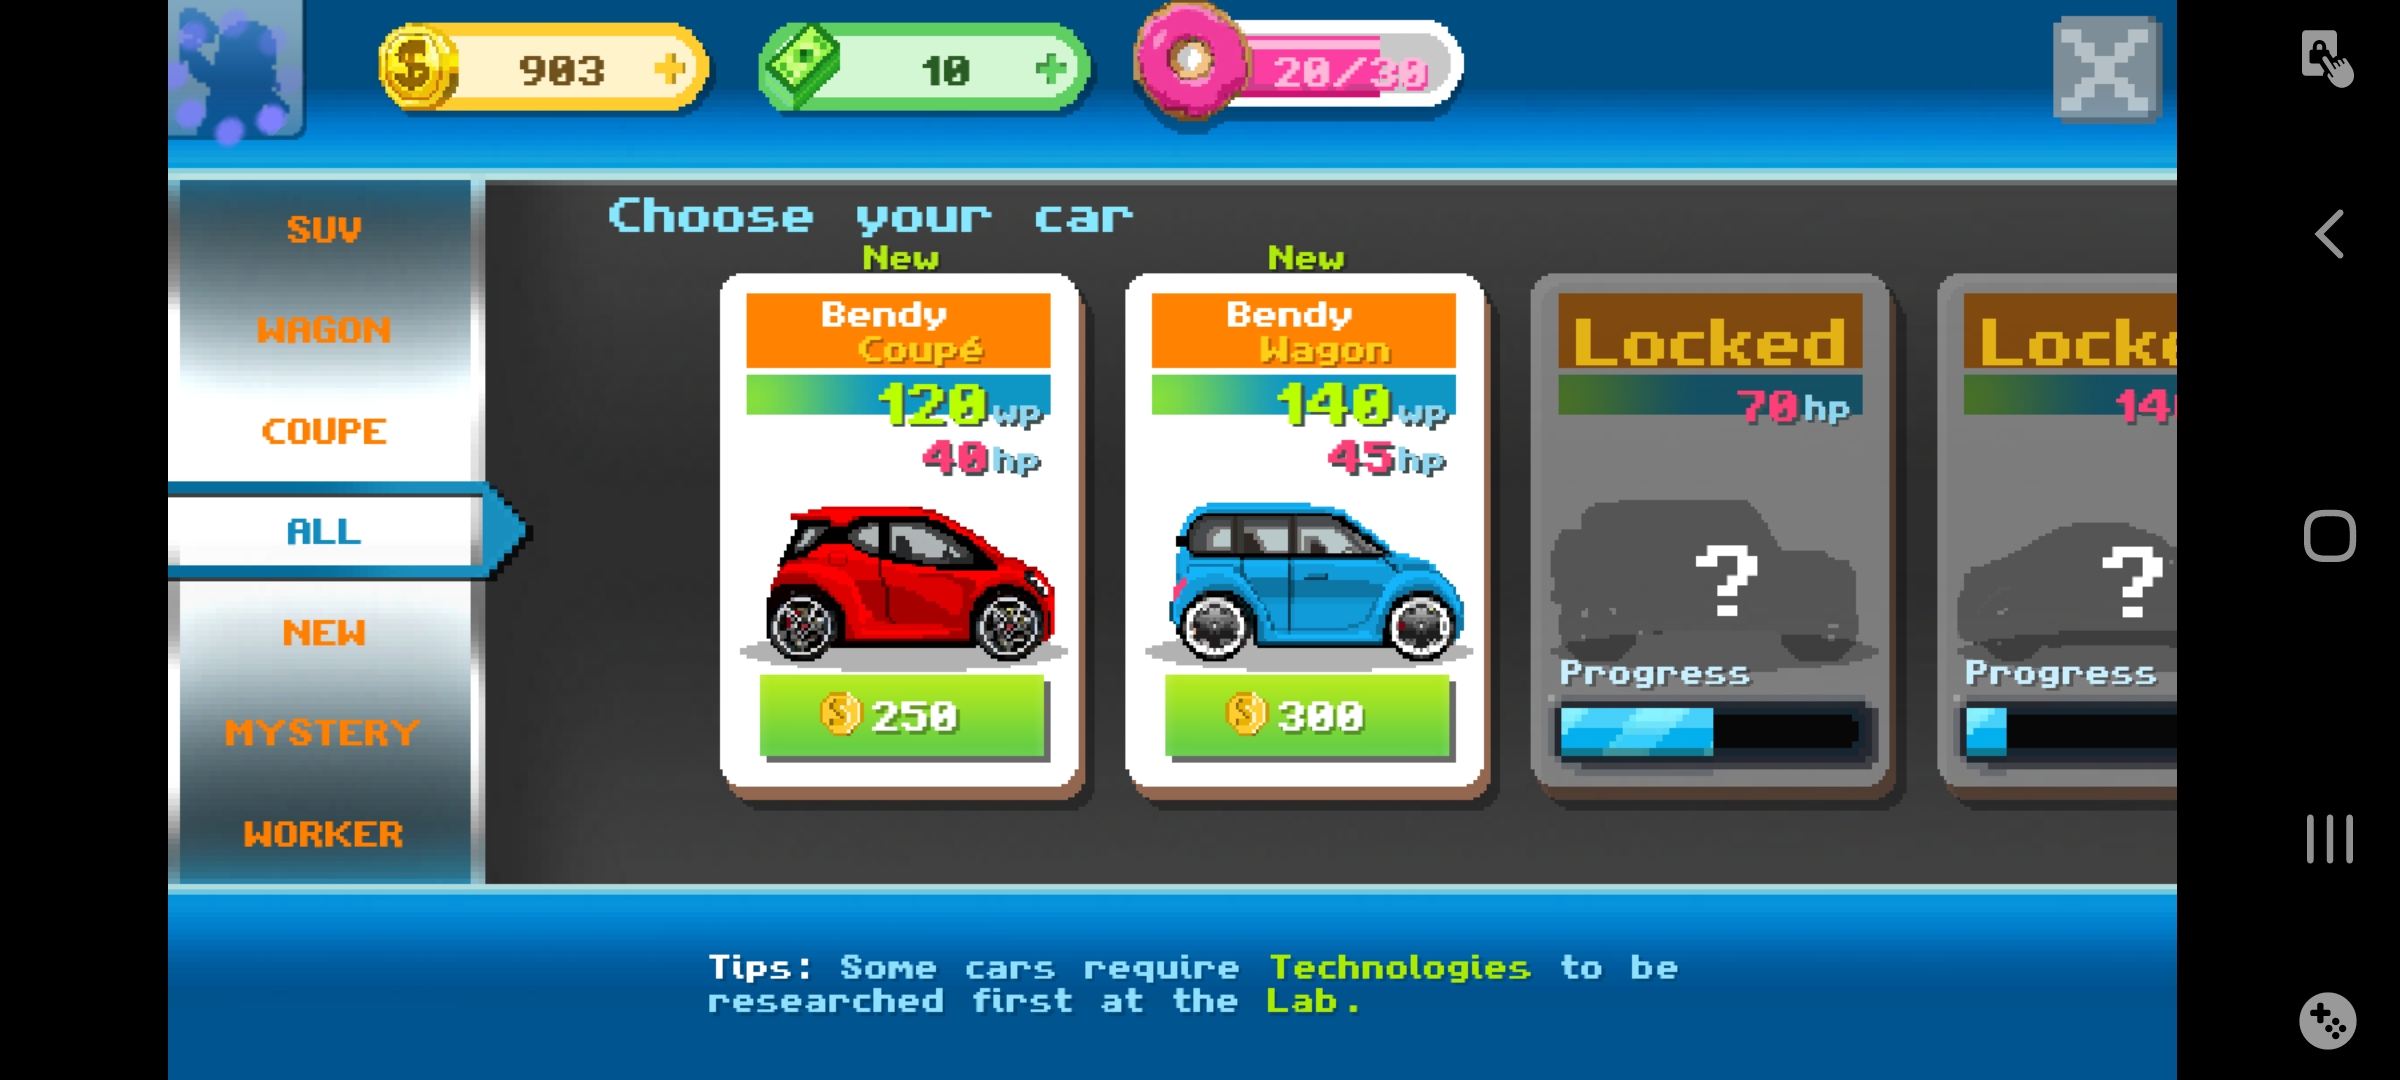 903
10
20/30
SUV
WAGON
COUPE
ALL
NEW
MYSTERY
WORKER
Choose your car
New
Bendy
Coupé
120wp
40hp
250
New
Bendy
Wagon
140wp
45hp
300
Locked
70hp
?
Progress
?
Progress
Tips: Some cars require Technologies to be
researched first at the Lab.